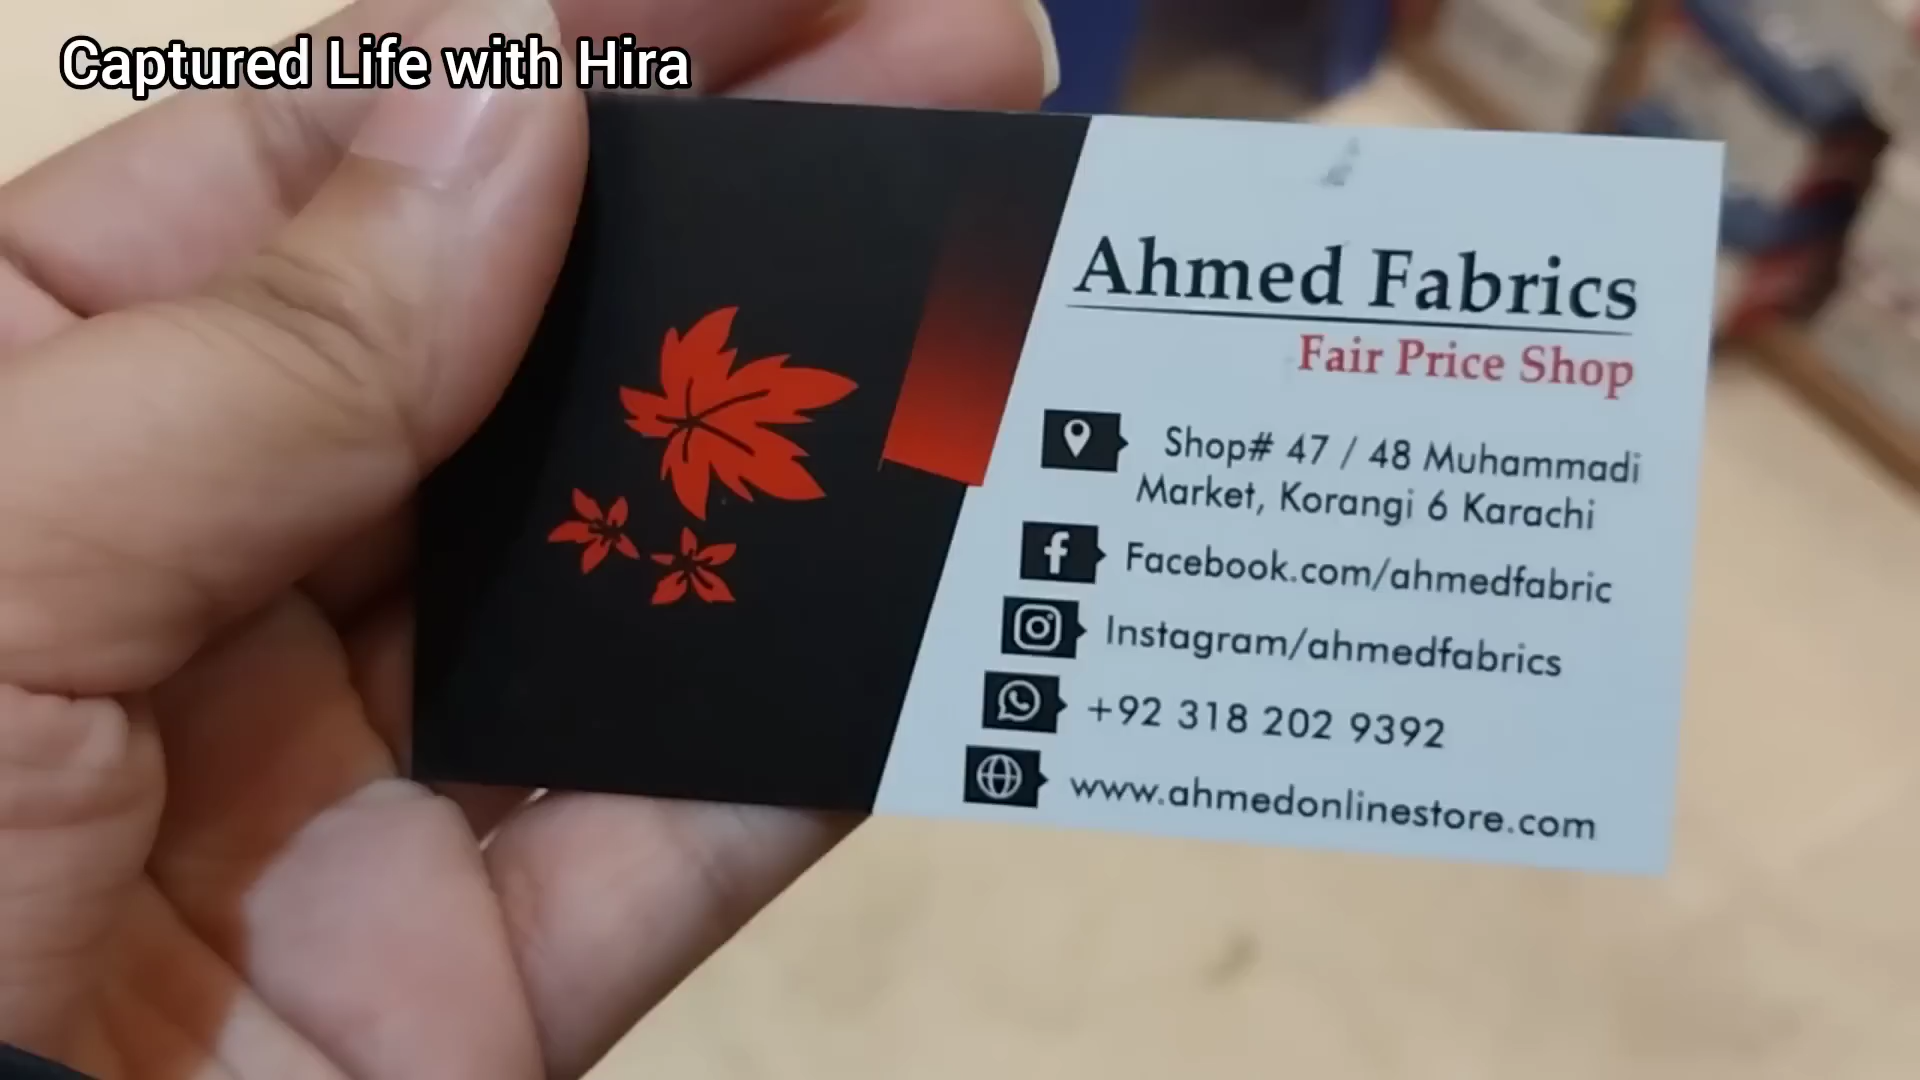 Captured Life with Hira
Ahmed Fabrics
Fair Price Shop
Shop# 47 / 48 Muhammadi
Market, Korangi 6 Karachi
Facebook.com/ahmedfabric
Instagram/ahmedfabrics
+92 318 202 9392
www.ahmedonlinestore.com